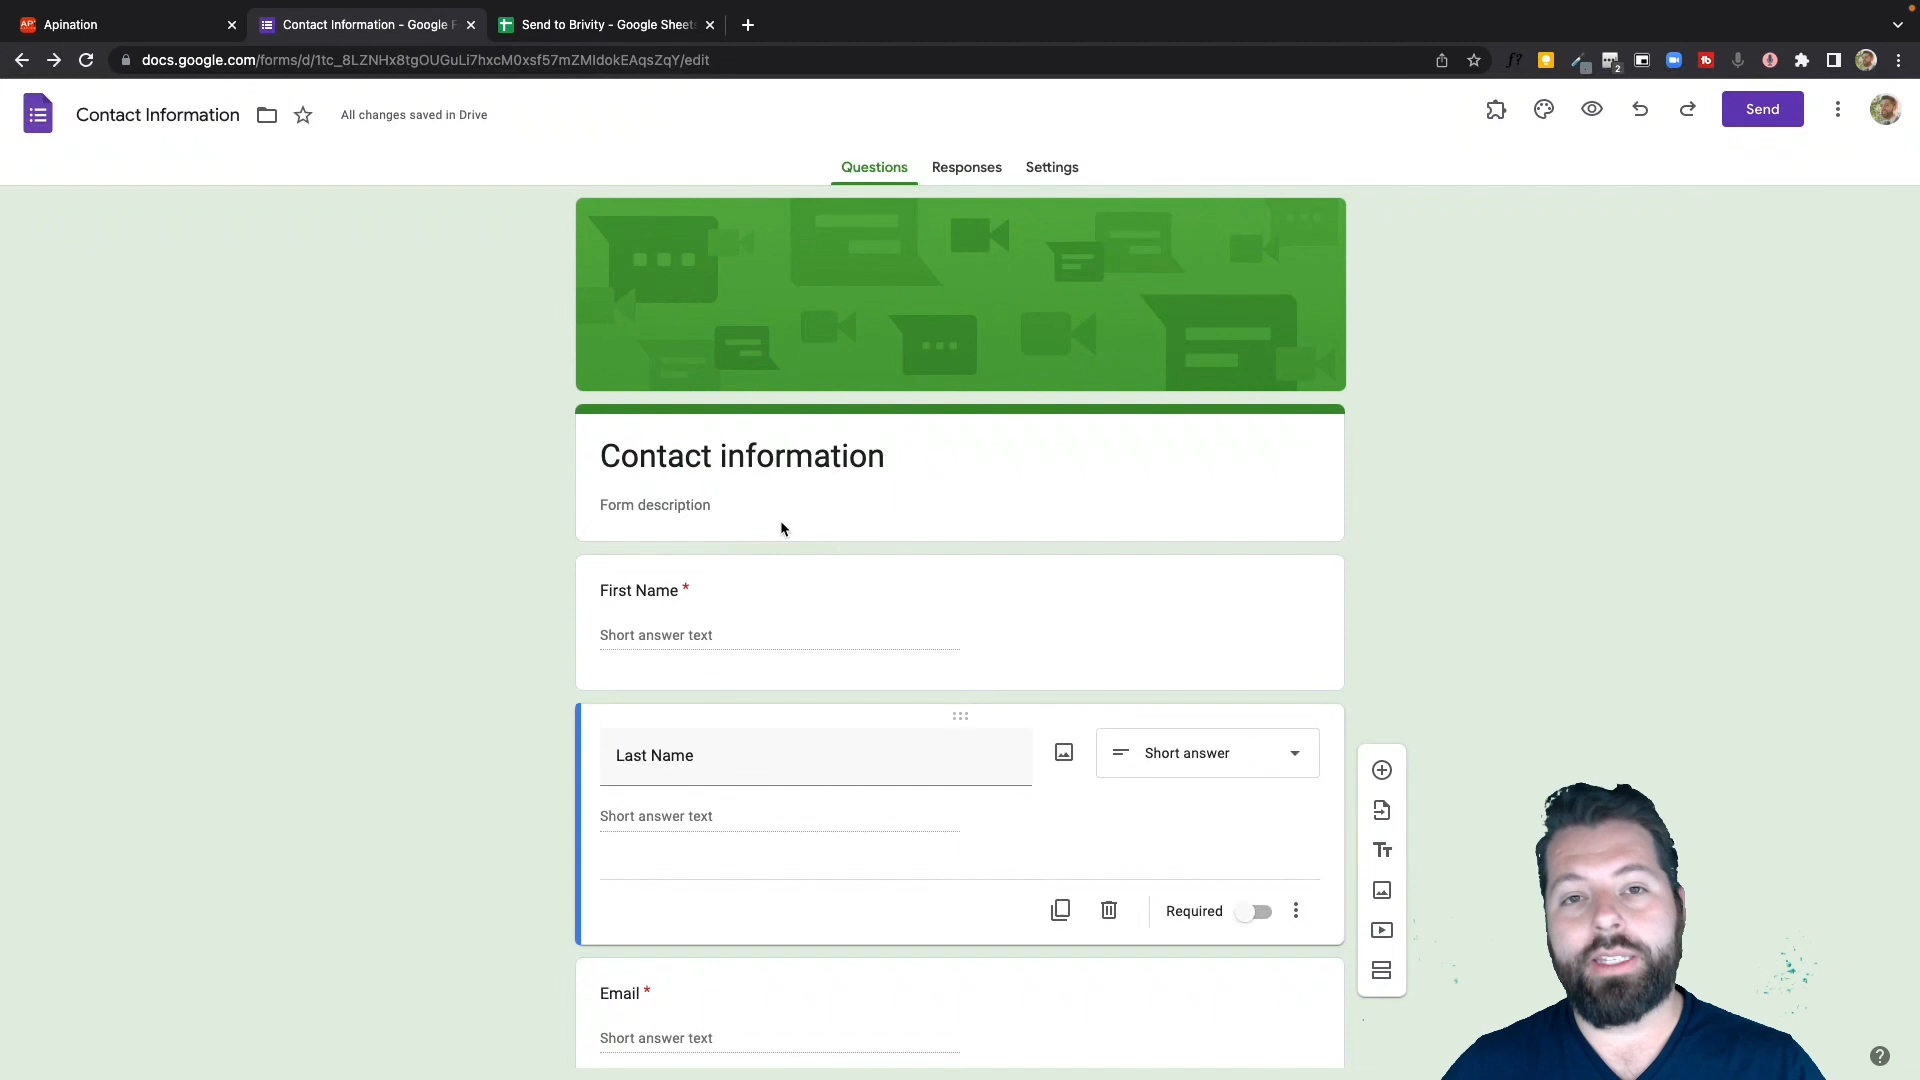 Apination
Contact Information - Google F
Send to Brivity - Google Sheets
docs.google.com/forms/d/1tc_8LZNHx8tgOUGuLi7hxcM0xsf57mZMIdokEAqsZqY/edit
Contact Information
All changes saved in Drive
Send
Questions Responses Settings
Contact information
Form description
First Name *
Short answer text
Last Name
Short answer
Short answer text
Required
Email *
Short answer text